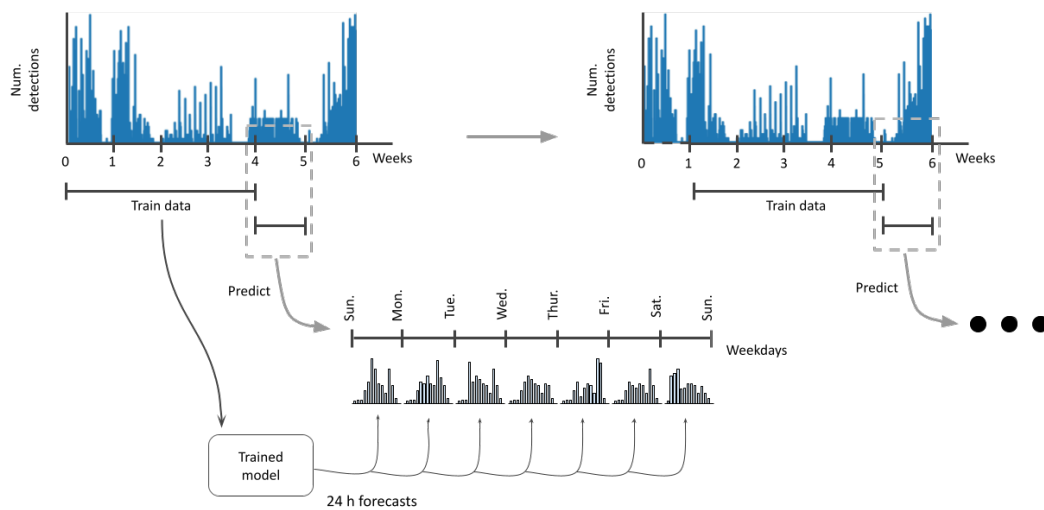 Num.
detections
0 1 2 3 4 5 6 Weeks
Train data
Predict
Num.
detections
0 1 2 3 4 5 6 Weeks
Train data
Predict
Sun. Mon. Tue. Wed. Thur. Fri. Sat. Sun.
Weekdays
Trained
model
24 h forecasts